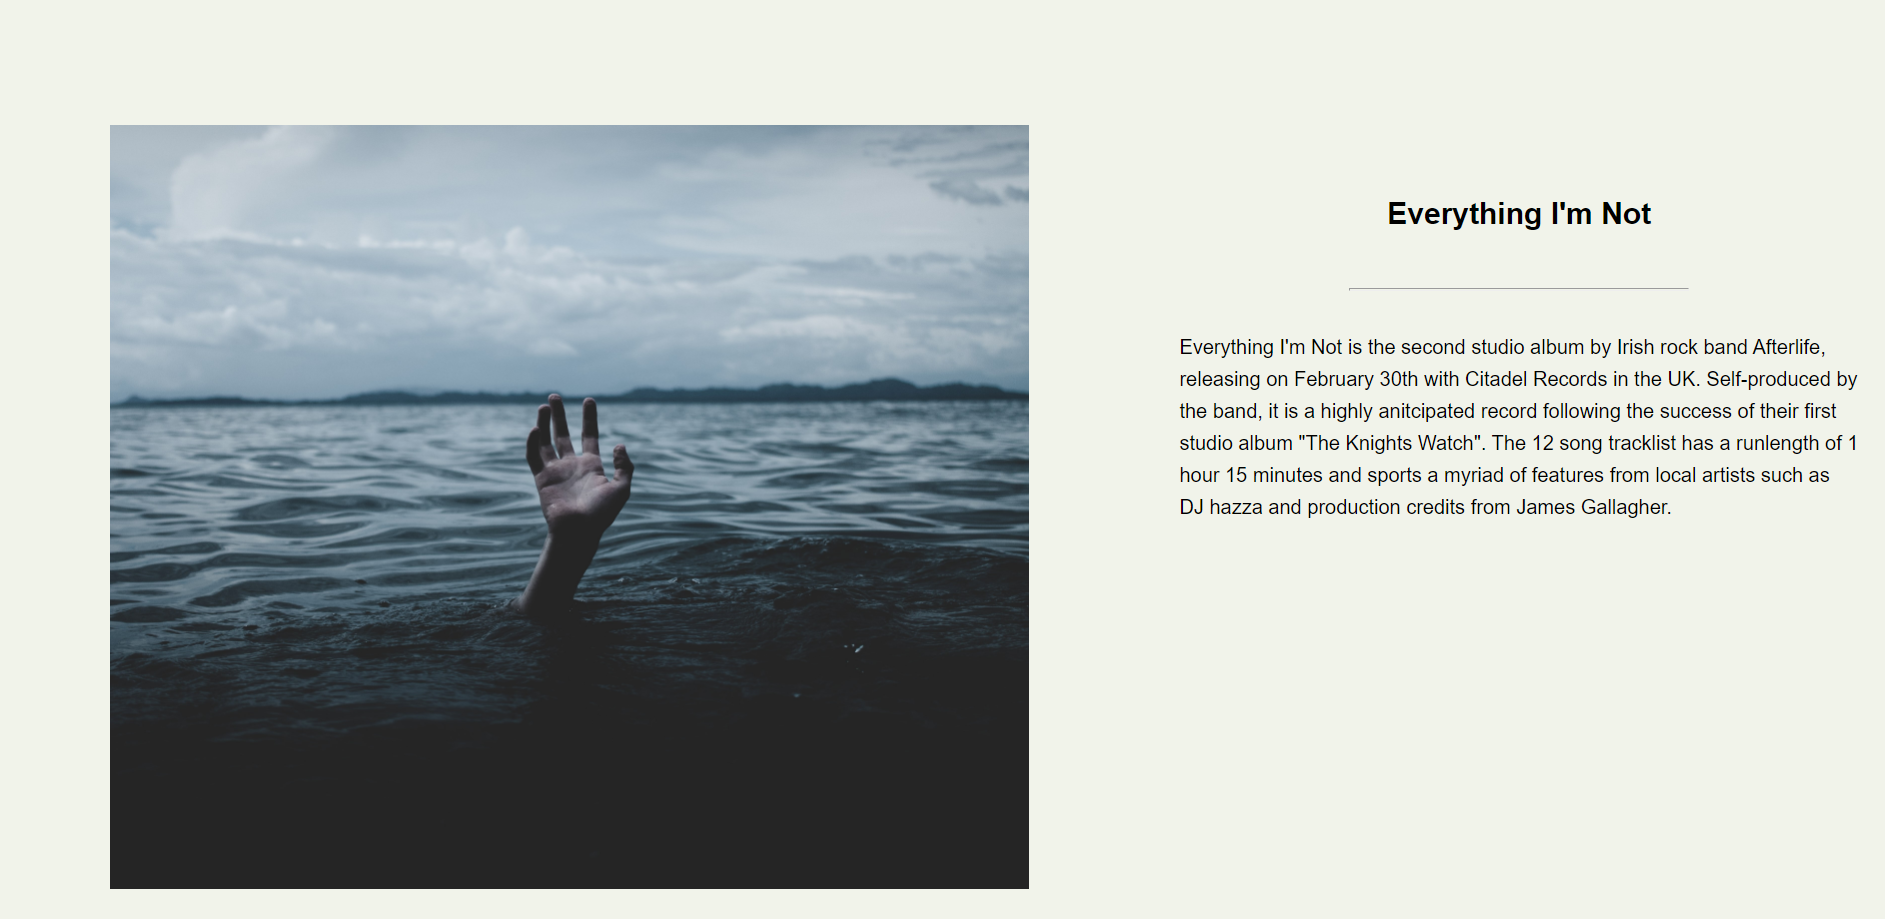 Everything I'm Not
Everything I'm Not is the second studio album by Irish rock band Afterlife,
releasing on February 30th with Citadel Records in the UK. Self-produced by
the band, it is a highly anitcipated record following the success of their first
studio album "The Knights Watch". The 12 song tracklist has a runlength of 1
hour 15 minutes and sports a myriad of features from local artists such as
DJ hazza and production credits from James Gallagher.